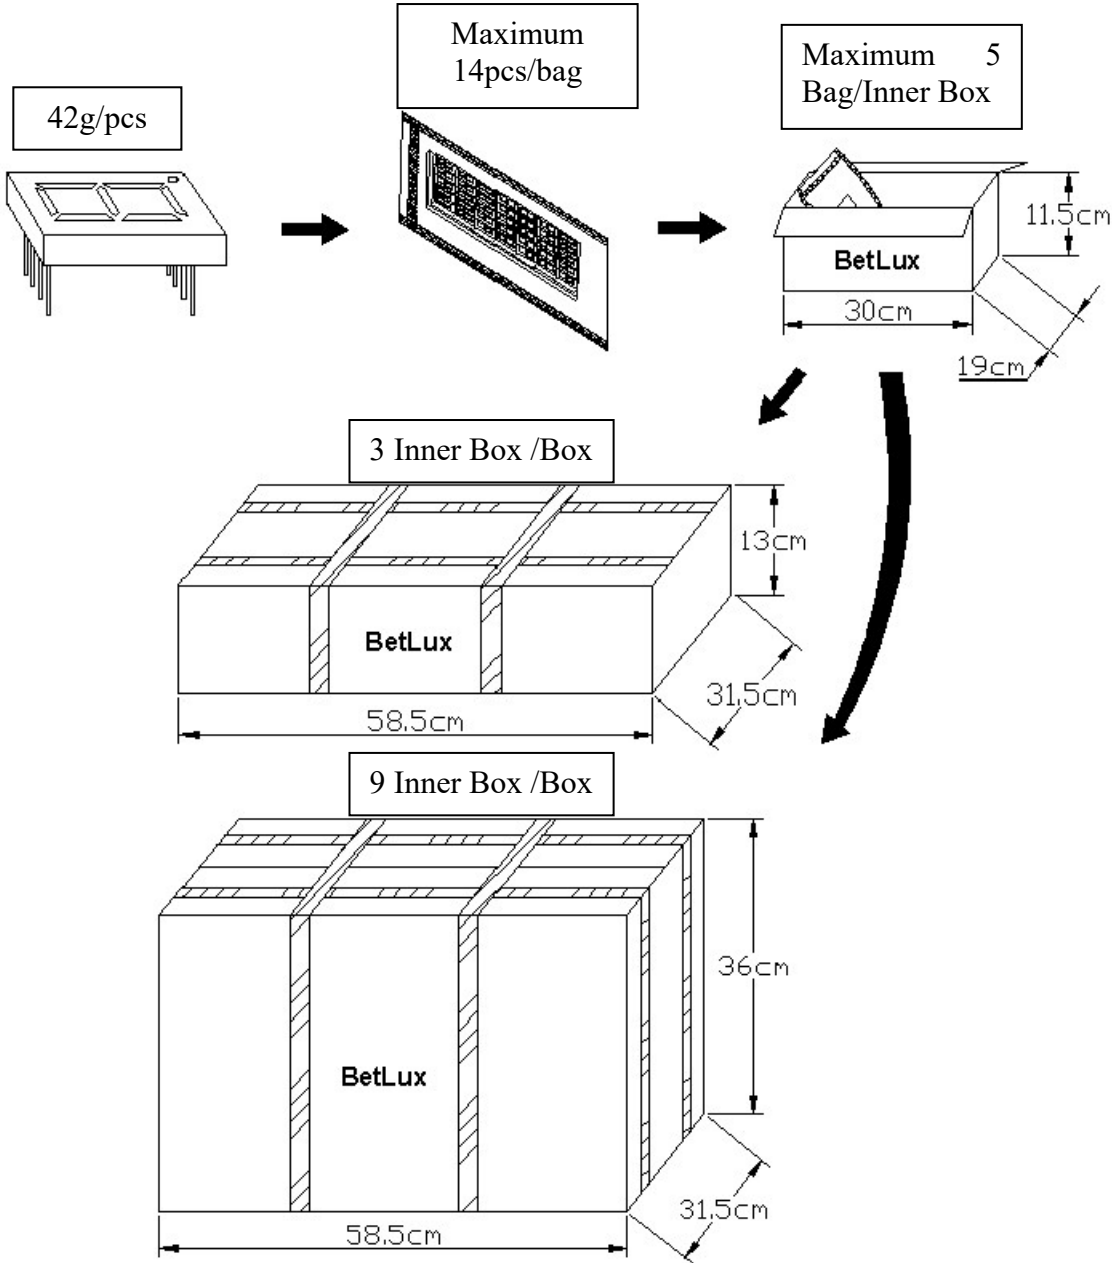 42g/pcs
Maximum
14pcs/bag
Maximum 5
Bag/Inner Box
BetLux
11.5cm
30cm
19cm
3 Inner Box /Box
BetLux
13cm
31.5cm
58.5cm
9 Inner Box /Box
BetLux
36cm
31.5cm
58.5cm